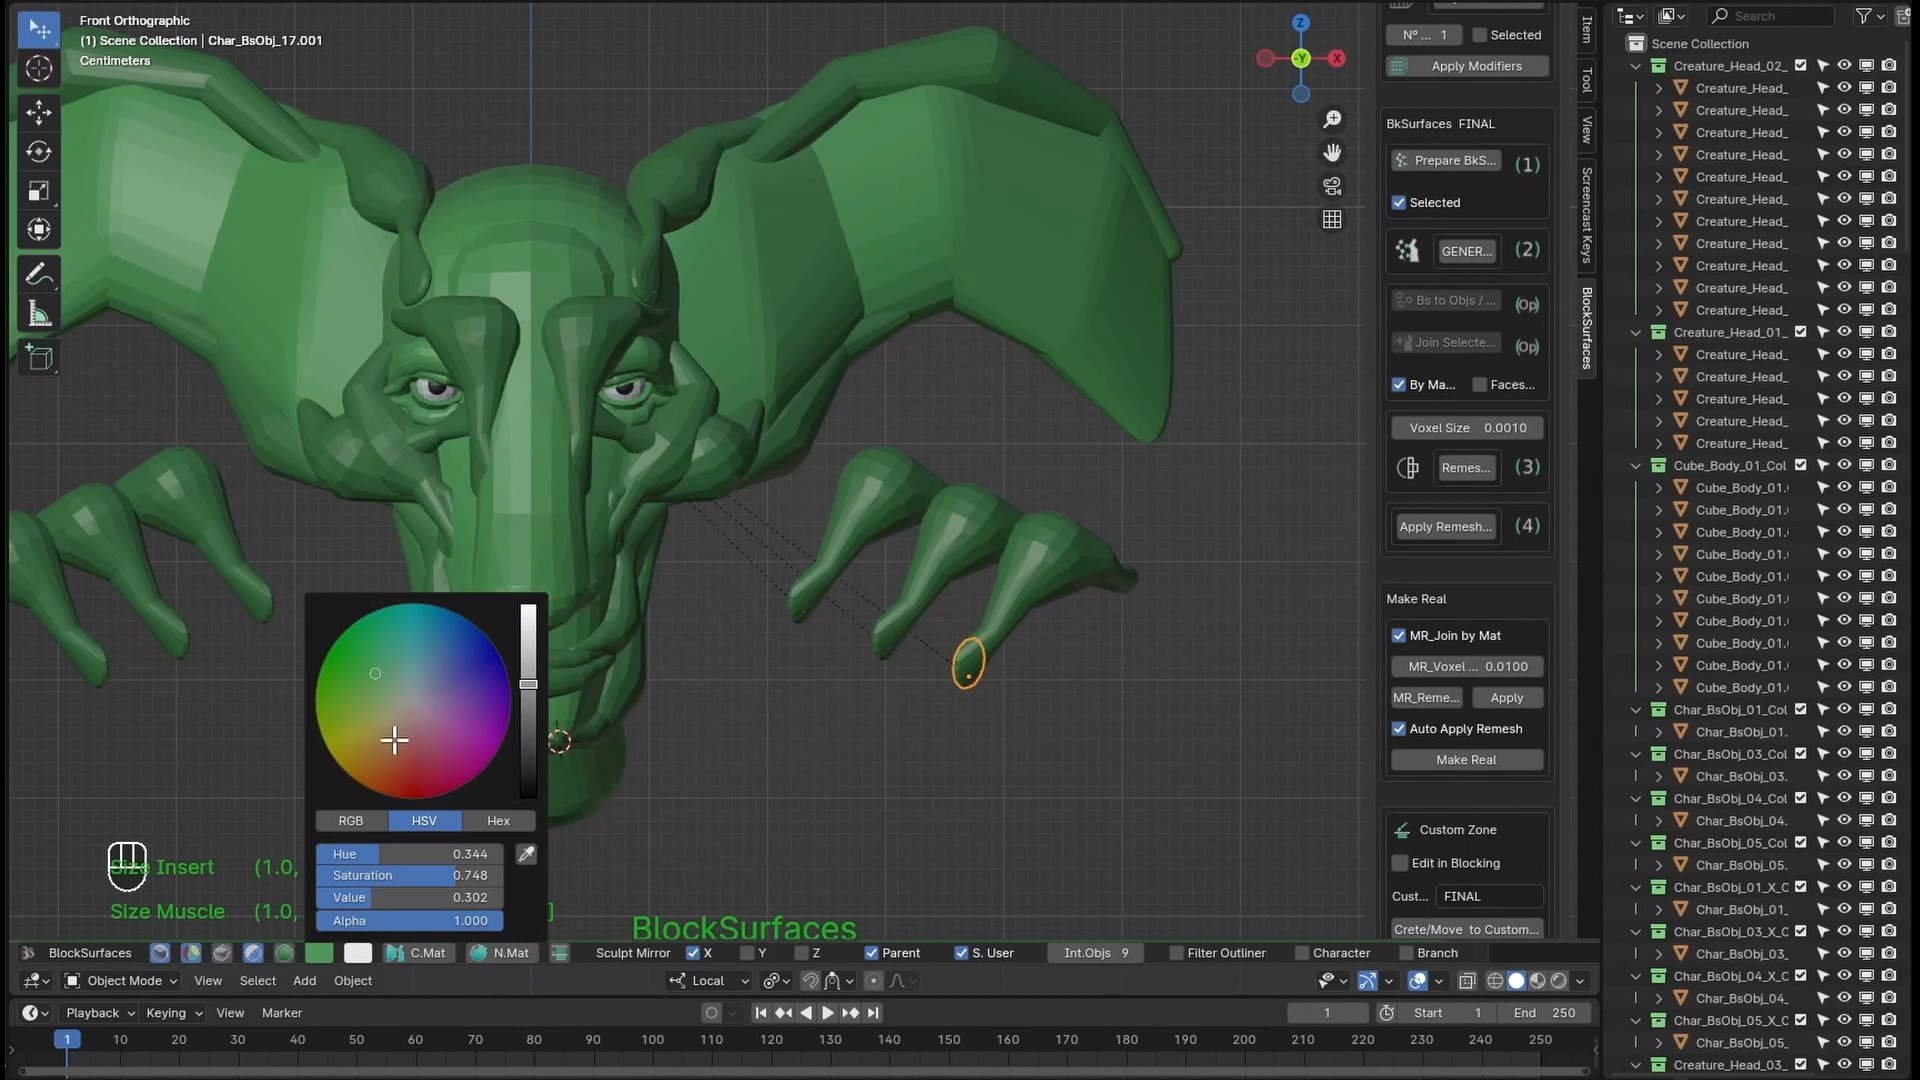 Front Orthographic
(1) Scene Collection | Char_BsObj_17.001
Centimeters
Z
-Y
X
Nº ... 1
Selected
Apply Modifiers
BkSurfaces FINAL
Prepare BkS...
(1)
Selected
GENER...
(2)
Bs to Objs / ...
(Op)
Join Selecte...
(Op)
By Ma...
Faces...
Voxel Size 0.0010
Remes...
(3)
Apply Remesh...
(4)
Make Real
MR_Join by Mat
MR_Voxel ... 0.0100
MR_Reme...
Apply
Auto Apply Remesh
Make Real
Custom Zone
Edit in Blocking
Cust...
FINAL
Crete/Move to Custom...
Item
Tool
View
Screencast Keys
BlockSurfaces
Search
Scene Collection
Creature_Head_02_
Creature_Head_
Creature_Head_
Creature_Head_
Creature_Head_
Creature_Head_
Creature_Head_
Creature_Head_
Creature_Head_
Creature_Head_
Creature_Head_
Creature_Head_
Creature_Head_01_
Creature_Head_
Creature_Head_
Creature_Head_
Creature_Head_
Creature_Head_
Cube_Body_01_Col
Cube_Body_01.
Cube_Body_01.
Cube_Body_01.
Cube_Body_01.
Cube_Body_01.
Cube_Body_01.
Cube_Body_01.
Cube_Body_01.
Cube_Body_01.
Cube_Body_01.
Char_BsObj_01_Col
Char_BsObj_01.
Char_BsObj_03_Col
Char_BsObj_03.
Char_BsObj_04_Col
Char_BsObj_04.
Char_BsObj_05_Col
Char_BsObj_05.
Char_BsObj_01_X_C
Char_BsObj_01_
Char_BsObj_03_X_C
Char_BsObj_03_
Char_BsObj_04_X_C
Char_BsObj_04_
Char_BsObj_05_X_C
Char_BsObj_05_
Creature_Head_03_
RGB
HSV
Hex
Hue 0.344
Saturation 0.748
Value 0.302
Alpha 1.000
Size Insert (1.0,
Size Muscle (1.0,
]
BlockSurfaces
BlockSurfaces
C.Mat
N.Mat
Sculpt Mirror
X
Y
Z
Parent
S. User
Int.Objs 9
Filter Outliner
Character
Branch
Object Mode
View
Select
Add
Object
Local
Playback
Keying
View
Marker
1
Start 1
End 250
1 10 20 30 40 50 60 70 80 90 100 110 120 130 140 150 160 170 180 190 200 210 220 230 240 250